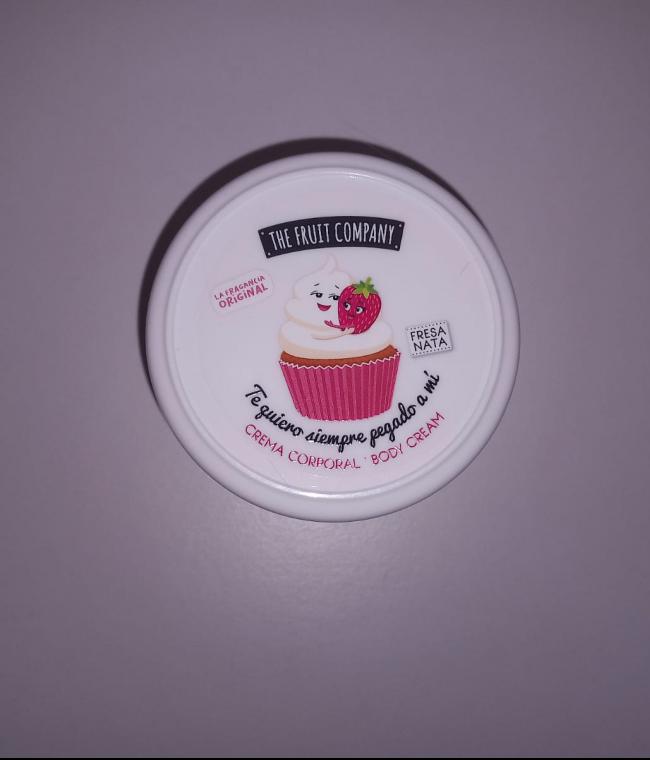 THE FRUIT COMPANY
LA FRAGANCIA
ORIGINAL
FRESA
NATA
Te quiero siempre pegado a mí
CREMA CORPORAL · BODY CREAM